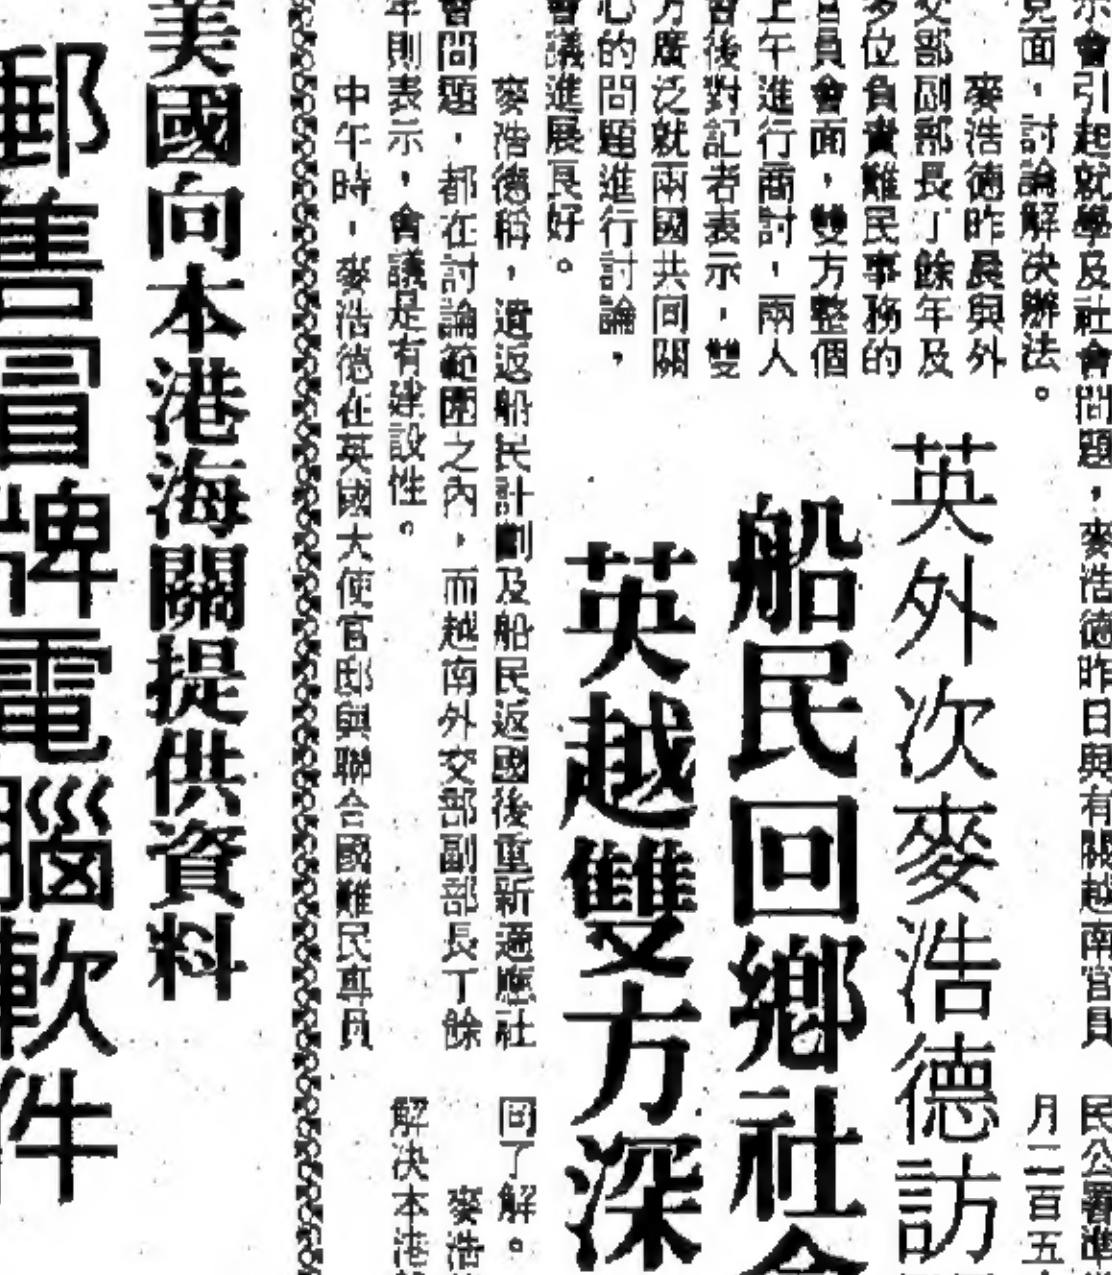 示會引起就學及社會問題，麥浩德昨日與有關越南官員
見面，討論解決辦法。
麥浩德昨晨與外
交部副部長丁餘年及
多位負責難民事務的
官員會面，雙方整個
上午進行商討，兩人
會後對記者表示，雙
方廣泛就兩國共同關
心的問題進行討論，
會議進展良好。
英外次麥浩德訪
船民回鄉社會
英越雙方深
麥浩德稱，遣返船民計劃及船民返國後重新適應社
會問題，都在討論範圍之內，而越南外交部副部長丁餘
年則表示，會議是有建設性。
中午時，麥浩德在英國大使官邸與聯合國難民專員
民公署進
月二百五
同了解。
麥浩
解決本港
美國向本港海關提供資料
郵售冒牌電腦軟件